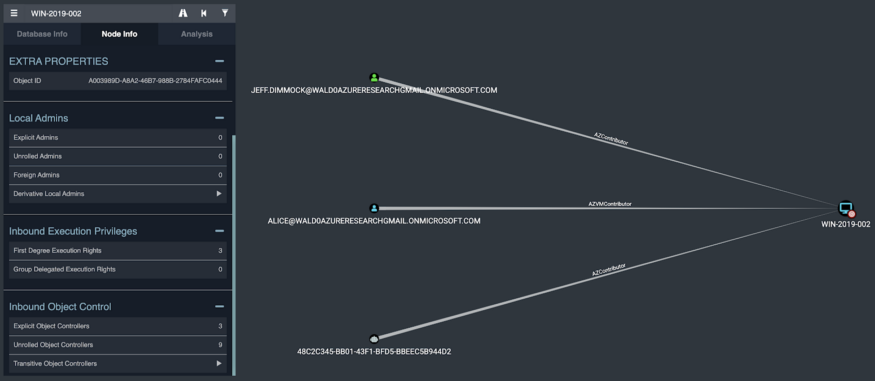 WIN-2019-002
Database Info
Node Info
Analysis
EXTRA PROPERTIES
Object ID A003989D-A8A2-46B7-988B-2784FAFC0444
Local Admins
Explicit Admins 0
Unrolled Admins 0
Foreign Admins 0
Derivative Local Admins
Inbound Execution Privileges
First Degree Execution Rights 3
Group Delegated Execution Rights 0
Inbound Object Control
Explicit Object Controllers 3
Unrolled Object Controllers 9
Transitive Object Controllers
JEFF.DIMMOCK@WALD0AZURERESEARCHGMAIL.ONMICROSOFT.COM
AZContributor
AZVMContributor
ALICE@WALD0AZURERESEARCHGMAIL.ONMICROSOFT.COM
WIN-2019-002
AZContributor
48C2C345-BB01-43F1-BFD5-BBEEC5B944D2